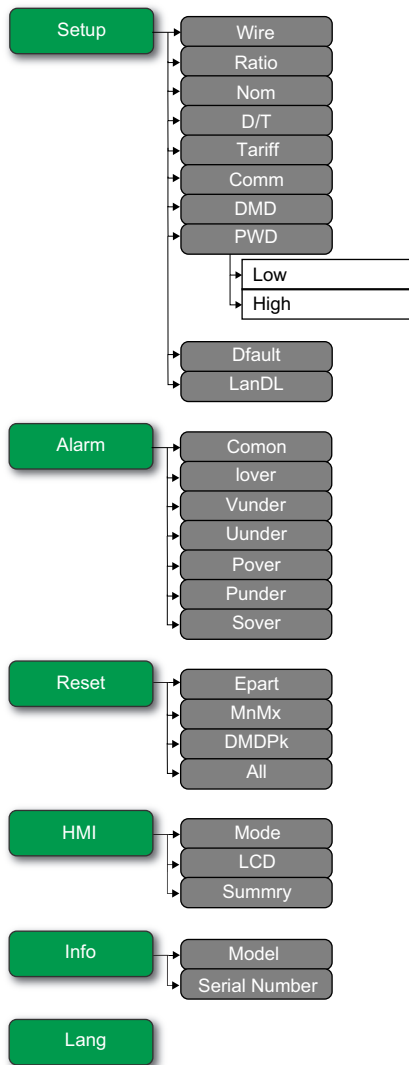 Setup
Wire
Ratio
Nom
D/T
Tariff
Comm
DMD
PWD
Low
High
Dfault
LanDL
Alarm
Comon
Iover
Vunder
Uunder
Pover
Punder
Sover
Reset
Epart
MnMx
DMDPk
All
HMI
Mode
LCD
Summry
Info
Model
Serial Number
Lang